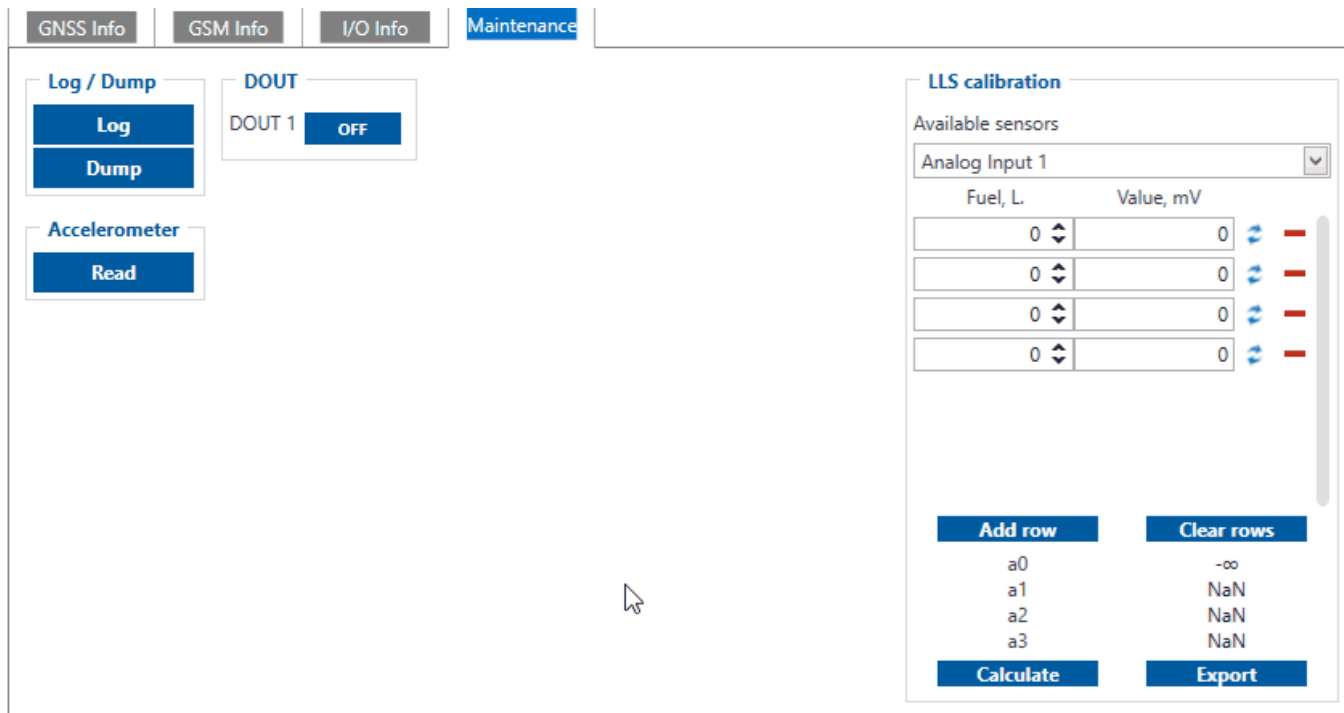 GNSS Info GSM Info I/O Info Maintenance
Log / Dump
Log
Dump
DOUT
DOUT 1 OFF
Accelerometer
Read
LLS calibration
Available sensors
Analog Input 1
Fuel, L. Value, mV
0 0
0 0
0 0
0 0
Add row Clear rows
a0 -∞
a1 NaN
a2 NaN
a3 NaN
Calculate Export